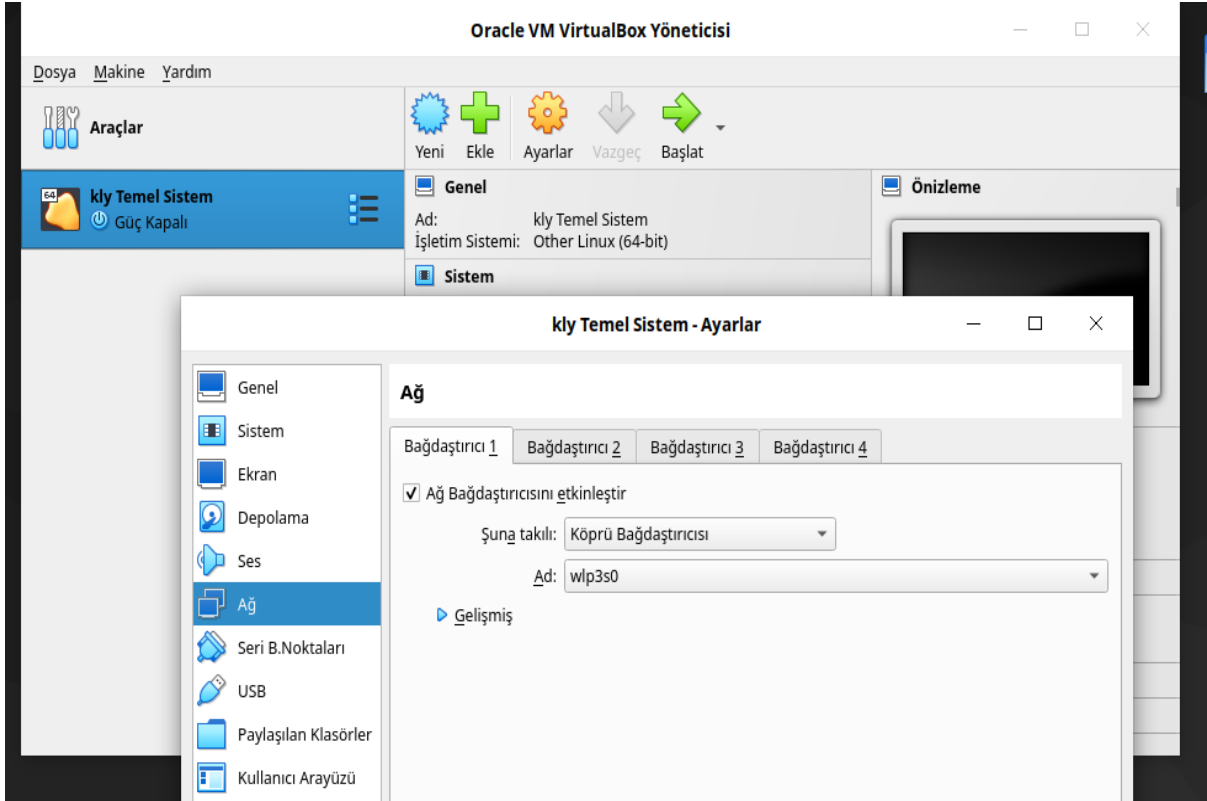 Oracle VM VirtualBox Yöneticisi
Dosya Makine Yardım
Araçlar
Yeni Ekle Ayarlar Vazgeç Başlat
64
kly Temel Sistem
Güç Kapalı
Genel
Ad: kly Temel Sistem
İşletim Sistemi: Other Linux (64-bit)
Sistem
Önizleme
kly Temel Sistem - Ayarlar
Genel
Sistem
Ekran
Depolama
Ses
Ağ
Seri B.Noktaları
USB
Paylaşılan Klasörler
Kullanıcı Arayüzü
Ağ
Bağdaştırıcı 1 Bağdaştırıcı 2 Bağdaştırıcı 3 Bağdaştırıcı 4
Ağ Bağdaştırıcısını etkinleştir
Şuna takılı: Köprü Bağdaştırıcısı
Ad: wlp3s0
Gelişmiş